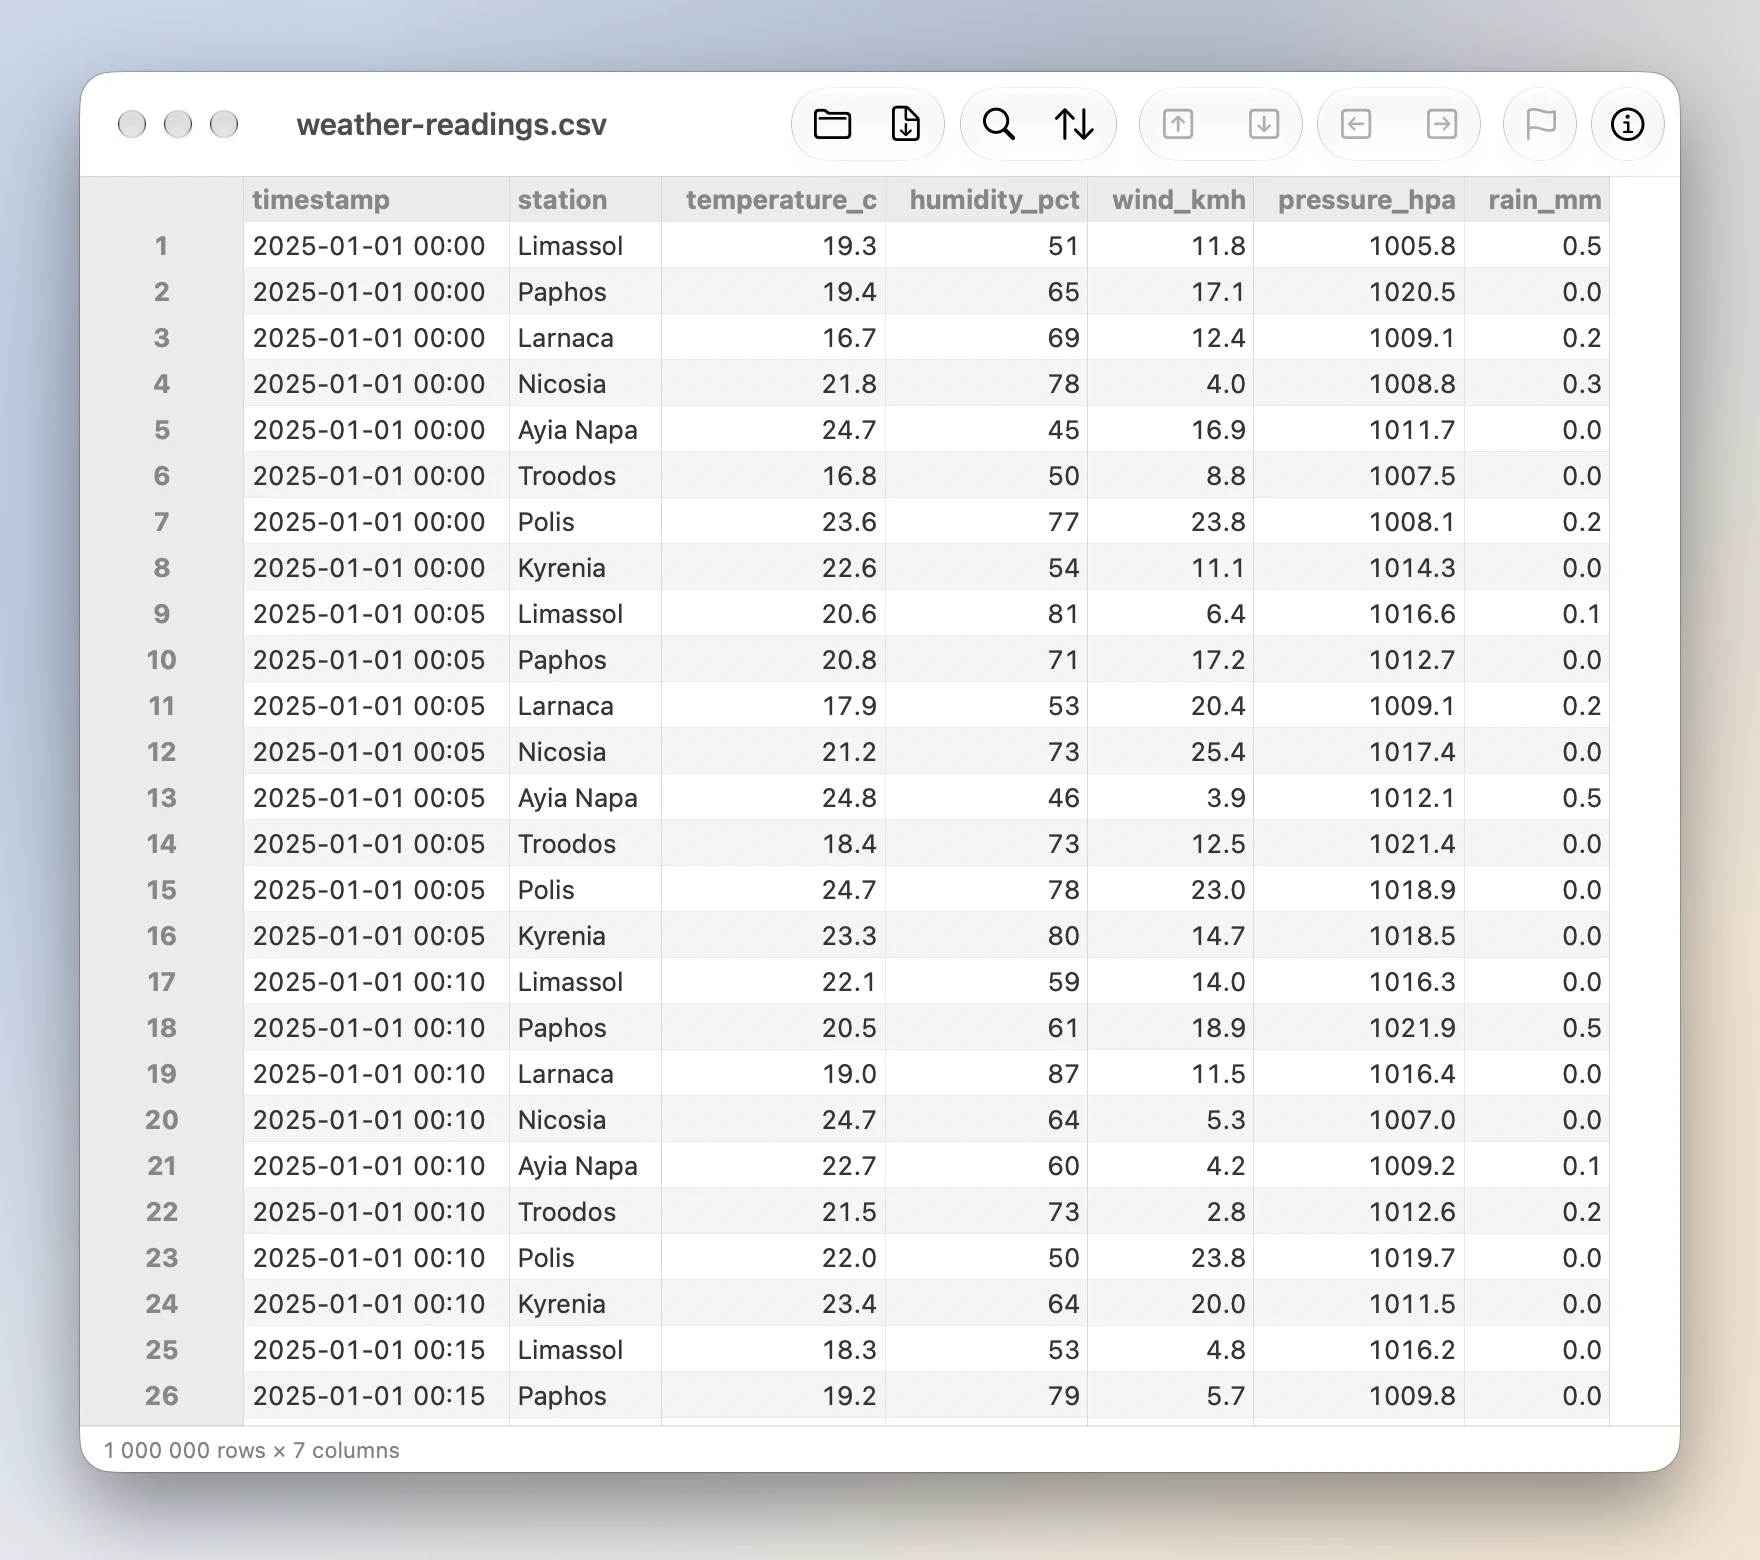 weather-readings.csv
timestamp station temperature_c humidity_pct wind_kmh pressure_hpa rain_mm
1 2025-01-01 00:00 Limassol 19.3 51 11.8 1005.8 0.5
2 2025-01-01 00:00 Paphos 19.4 65 17.1 1020.5 0.0
3 2025-01-01 00:00 Larnaca 16.7 69 12.4 1009.1 0.2
4 2025-01-01 00:00 Nicosia 21.8 78 4.0 1008.8 0.3
5 2025-01-01 00:00 Ayia Napa 24.7 45 16.9 1011.7 0.0
6 2025-01-01 00:00 Troodos 16.8 50 8.8 1007.5 0.0
7 2025-01-01 00:00 Polis 23.6 77 23.8 1008.1 0.2
8 2025-01-01 00:00 Kyrenia 22.6 54 11.1 1014.3 0.0
9 2025-01-01 00:05 Limassol 20.6 81 6.4 1016.6 0.1
10 2025-01-01 00:05 Paphos 20.8 71 17.2 1012.7 0.0
11 2025-01-01 00:05 Larnaca 17.9 53 20.4 1009.1 0.2
12 2025-01-01 00:05 Nicosia 21.2 73 25.4 1017.4 0.0
13 2025-01-01 00:05 Ayia Napa 24.8 46 3.9 1012.1 0.5
14 2025-01-01 00:05 Troodos 18.4 73 12.5 1021.4 0.0
15 2025-01-01 00:05 Polis 24.7 78 23.0 1018.9 0.0
16 2025-01-01 00:05 Kyrenia 23.3 80 14.7 1018.5 0.0
17 2025-01-01 00:10 Limassol 22.1 59 14.0 1016.3 0.0
18 2025-01-01 00:10 Paphos 20.5 61 18.9 1021.9 0.5
19 2025-01-01 00:10 Larnaca 19.0 87 11.5 1016.4 0.0
20 2025-01-01 00:10 Nicosia 24.7 64 5.3 1007.0 0.0
21 2025-01-01 00:10 Ayia Napa 22.7 60 4.2 1009.2 0.1
22 2025-01-01 00:10 Troodos 21.5 73 2.8 1012.6 0.2
23 2025-01-01 00:10 Polis 22.0 50 23.8 1019.7 0.0
24 2025-01-01 00:10 Kyrenia 23.4 64 20.0 1011.5 0.0
25 2025-01-01 00:15 Limassol 18.3 53 4.8 1016.2 0.0
26 2025-01-01 00:15 Paphos 19.2 79 5.7 1009.8 0.0
1 000 000 rows × 7 columns